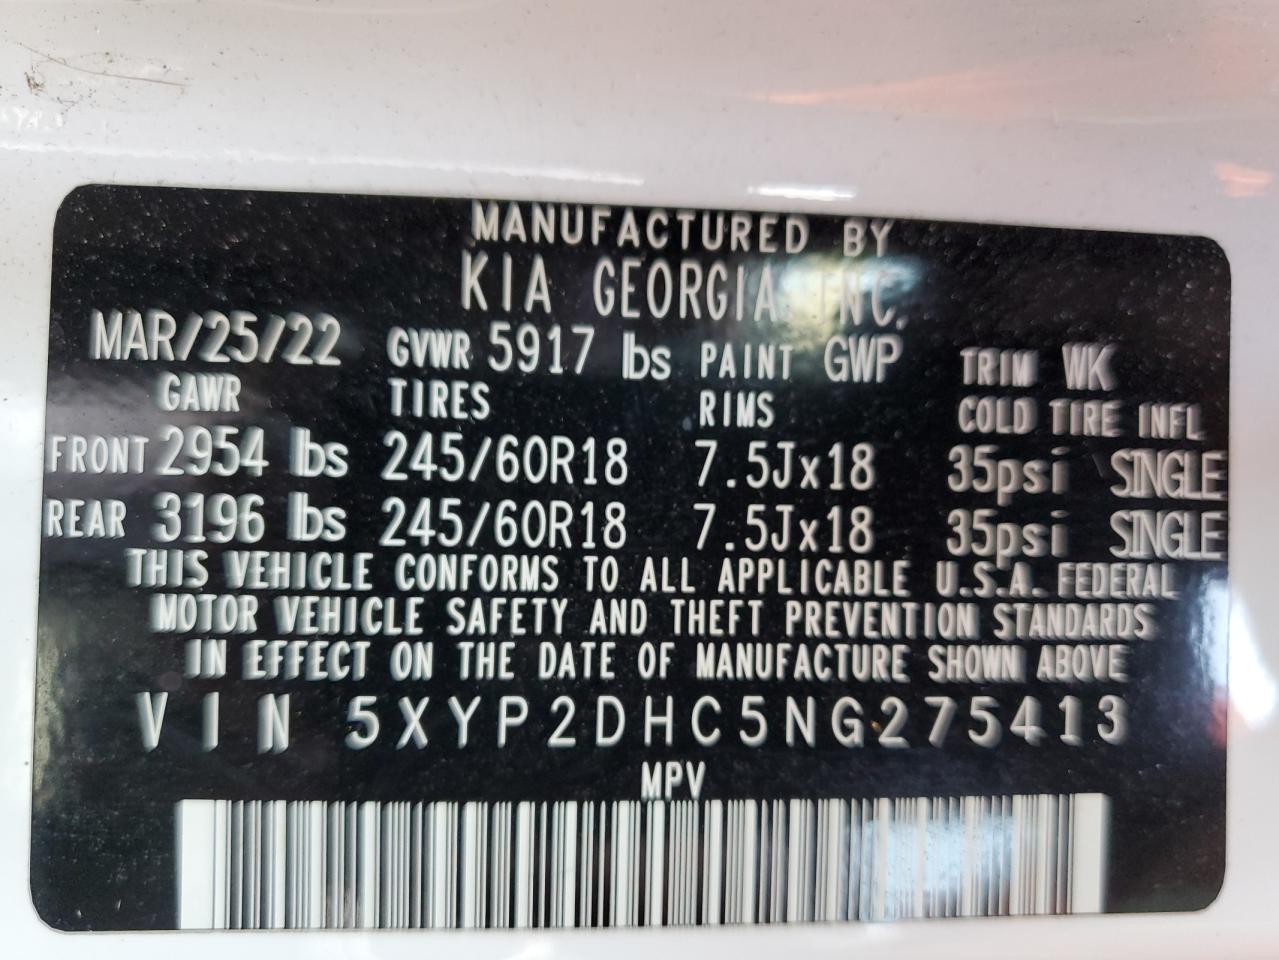 MANUFACTURED BY
KIA GEORGIA INC.
MAR/25/22 GVWR 5917 lbs PAINT GWP TRIM WK
GAWR TIRES RIMS COLD TIRE INFL
FRONT 2954 lbs 245/60R18 7.5Jx18 35psi SINGLE
REAR 3196 lbs 245/60R18 7.5Jx18 35psi SINGLE
THIS VEHICLE CONFORMS TO ALL APPLICABLE U.S.A. FEDERAL
MOTOR VEHICLE SAFETY AND THEFT PREVENTION STANDARDS
IN EFFECT ON THE DATE OF MANUFACTURE SHOWN ABOVE
VIN 5XYP2DHC5NG275413
MPV